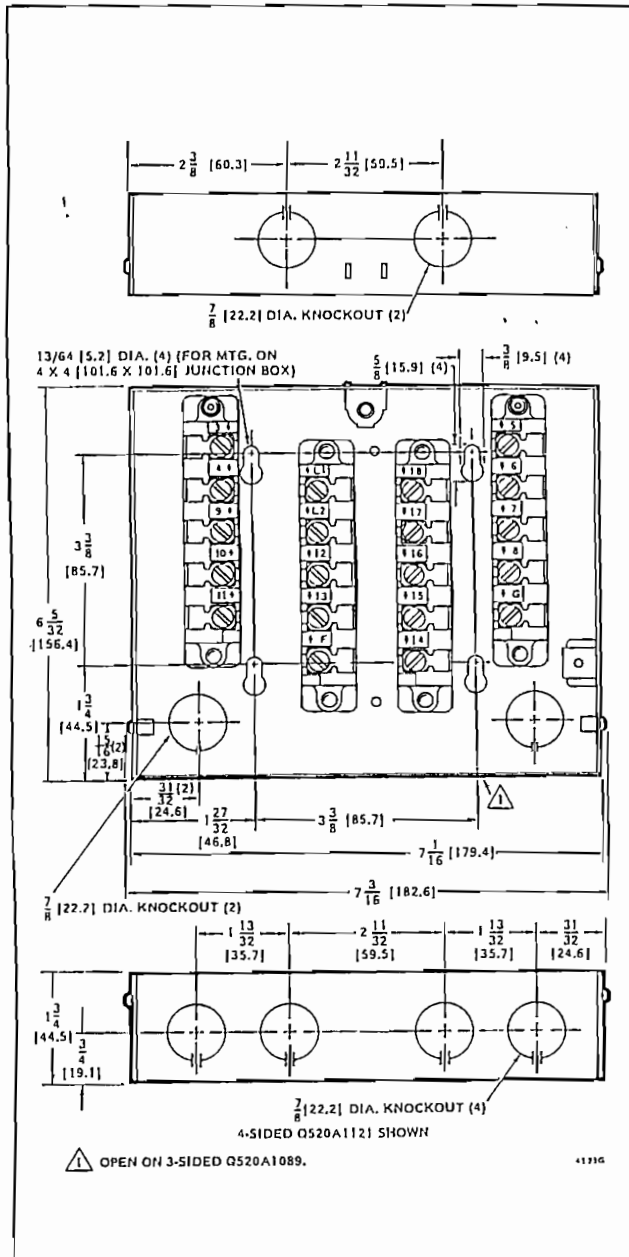 2 3/8 [60.3]
2 11/32 [59.5]
7/8 [22.2] DIA. KNOCKOUT (2)
13/64 [5.2] DIA. (4) (FOR MTG. ON
4 X 4 [101.6 X 101.6] JUNCTION BOX)
5/8 [15.9] (4)
3/8 [9.5] (4)
3
4
9
10
11
L1
L2
12
13
F
18
17
16
15
14
5
6
7
8
G
3 3/8
[85.7]
6 5/32
[156.4]
1 3/4
[44.5]
15/16 (2)
[23.8]
31/32 (2)
[24.6]
1 27/32
[46.8]
3 3/8 [85.7]
1
7 1/16 [179.4]
7 3/16 [182.6]
7/8 [22.2] DIA. KNOCKOUT (2)
1 13/32
[35.7]
2 11/32
[59.5]
1 13/32
[35.7]
31/32
[24.6]
1 3/4
[44.5]
3/4
[19.1]
7/8 [22.2] DIA. KNOCKOUT (4)
4-SIDED Q520A1121 SHOWN
1 OPEN ON 3-SIDED Q520A1089.